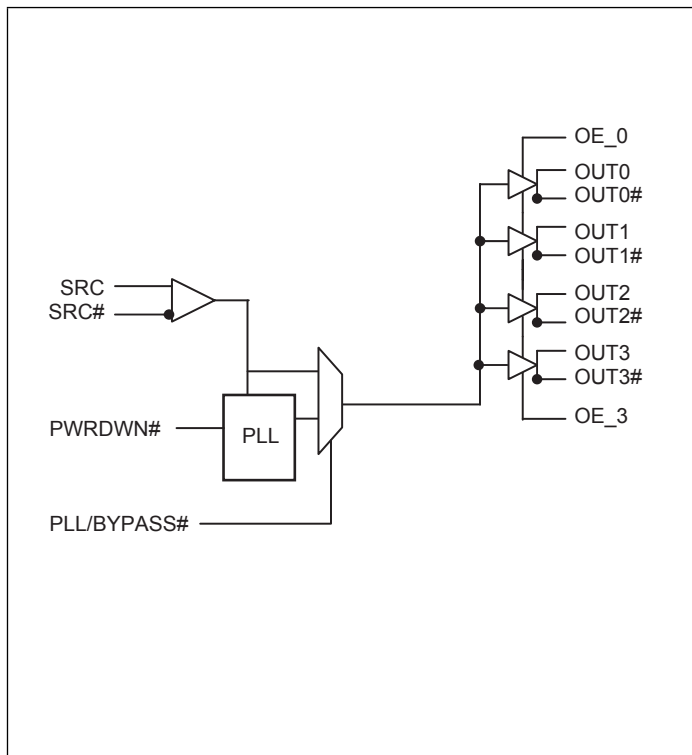 OE_0
OUT0
OUT0#
OUT1
OUT1#
SRC
SRC#
OUT2
OUT2#
OUT3
OUT3#
PWRDWN#
PLL
OE_3
PLL/BYPASS#